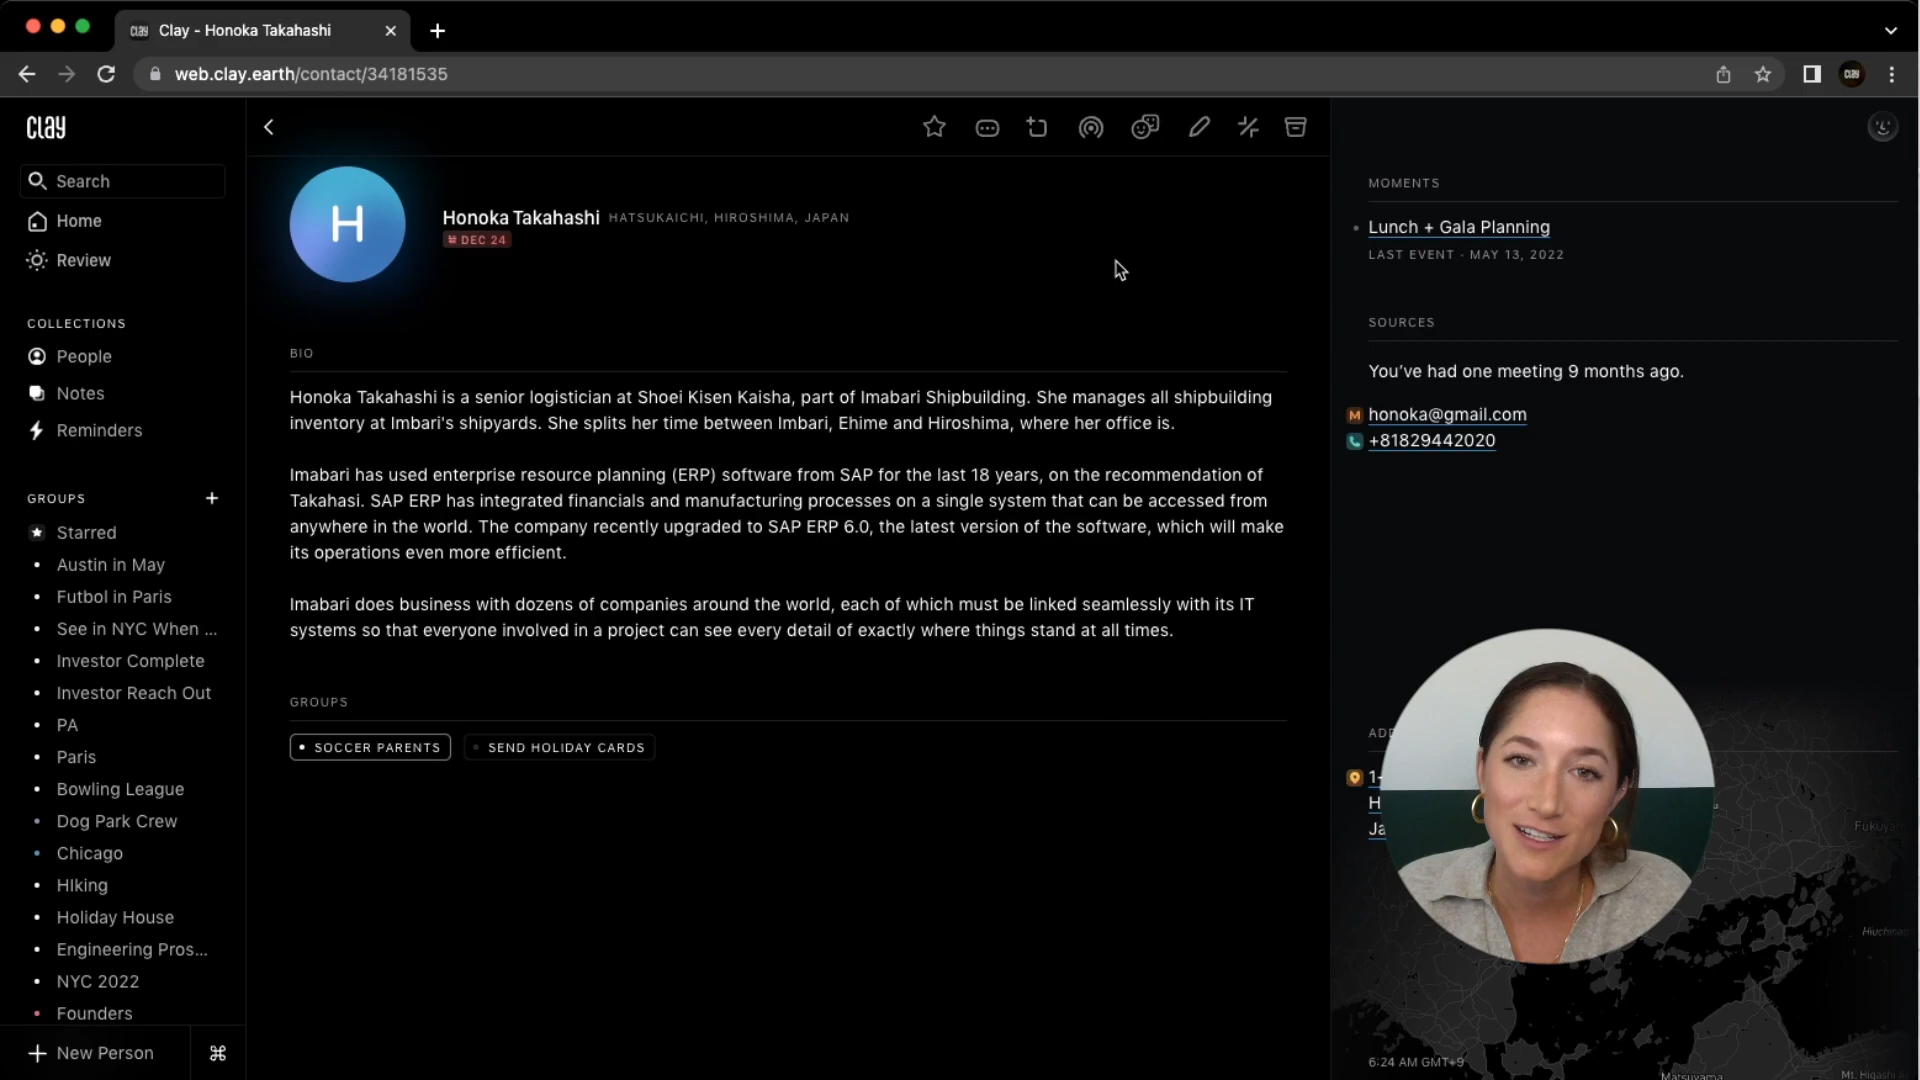 Clay - Honoka Takahashi
web.clay.earth/contact/34181535
CLAY
Search
Home
Review
COLLECTIONS
People
Notes
Reminders
GROUPS
Starred
Austin in May
Futbol in Paris
See in NYC When ...
Investor Complete
Investor Reach Out
PA
Paris
Bowling League
Dog Park Crew
Chicago
HIking
Holiday House
Engineering Pros...
NYC 2022
Founders
New Person
H
Honoka Takahashi HATSUKAICHI, HIROSHIMA, JAPAN
DEC 24
BIO
Honoka Takahashi is a senior logistician at Shoei Kisen Kaisha, part of Imabari Shipbuilding. She manages all shipbuilding
inventory at Imbari's shipyards. She splits her time between Imbari, Ehime and Hiroshima, where her office is.
Imabari has used enterprise resource planning (ERP) software from SAP for the last 18 years, on the recommendation of
Takahasi. SAP ERP has integrated financials and manufacturing processes on a single system that can be accessed from
anywhere in the world. The company recently upgraded to SAP ERP 6.0, the latest version of the software, which will make
its operations even more efficient.
Imabari does business with dozens of companies around the world, each of which must be linked seamlessly with its IT
systems so that everyone involved in a project can see every detail of exactly where things stand at all times.
GROUPS
SOCCER PARENTS
SEND HOLIDAY CARDS
MOMENTS
Lunch + Gala Planning
LAST EVENT - MAY 13, 2022
SOURCES
You've had one meeting 9 months ago.
M honoka@gmail.com
+81829442020
ADD
1-
H
Ja
6:24 AM GMT+9
Matsuyama